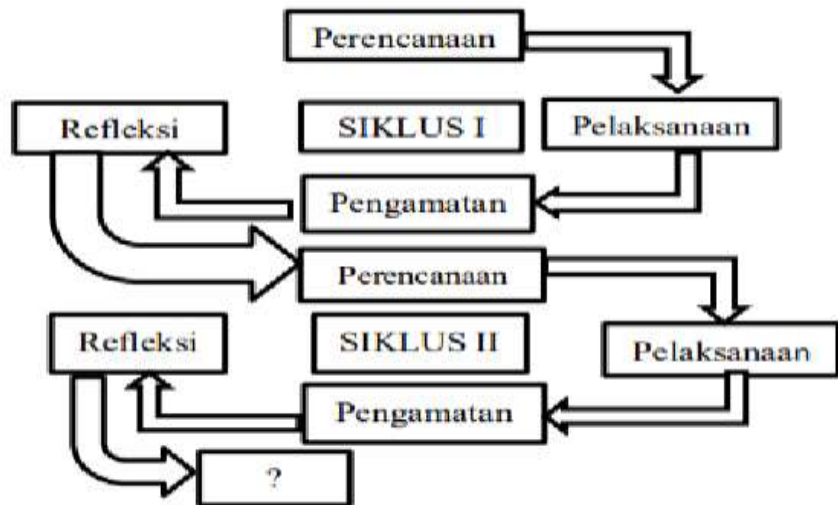 Perencanaan
Refleksi
SIKLUS I
Pelaksanaan
Pengamatan
Perencanaan
Refleksi
SIKLUS II
Pelaksanaan
Pengamatan
?